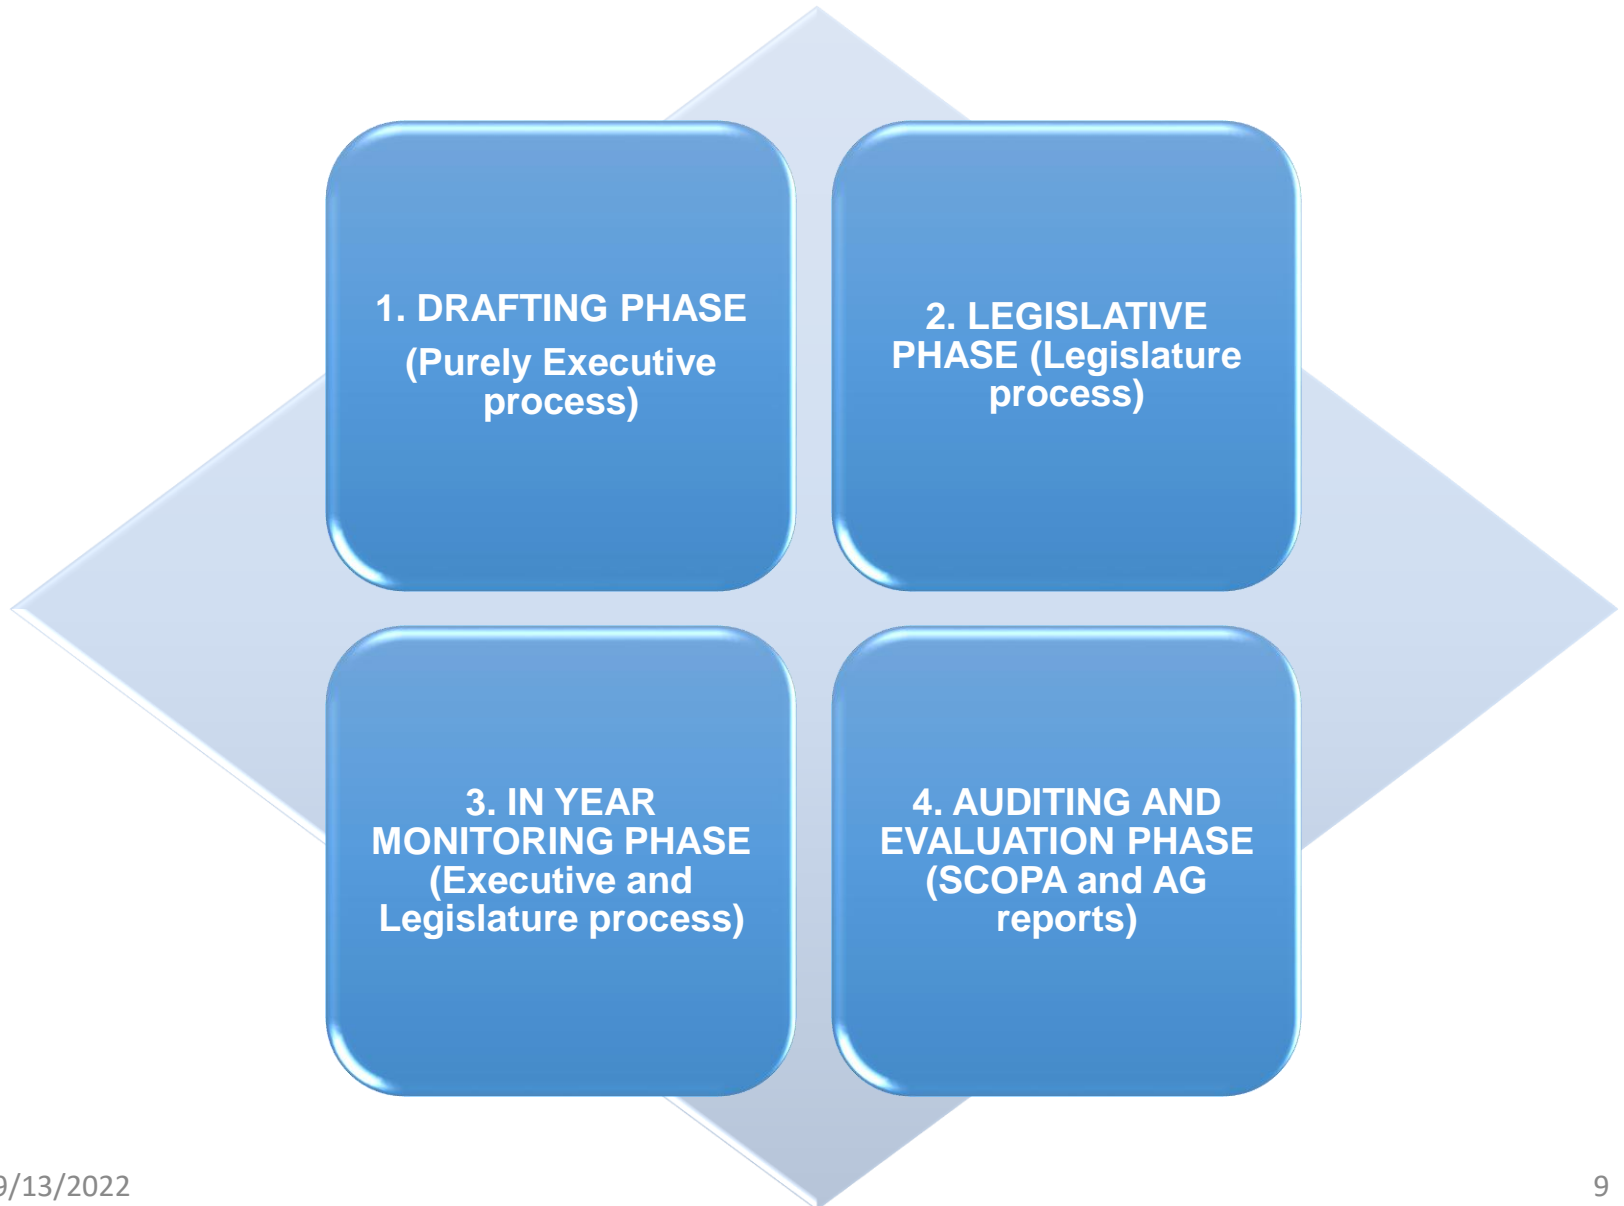 1. DRAFTING PHASE
(Purely Executive
process)
2. LEGISLATIVE
PHASE (Legislature
process)
3. IN YEAR
MONITORING PHASE
(Executive and
Legislature process)
4. AUDITING AND
EVALUATION PHASE
(SCOPA and AG
reports)
9/13/2022
9